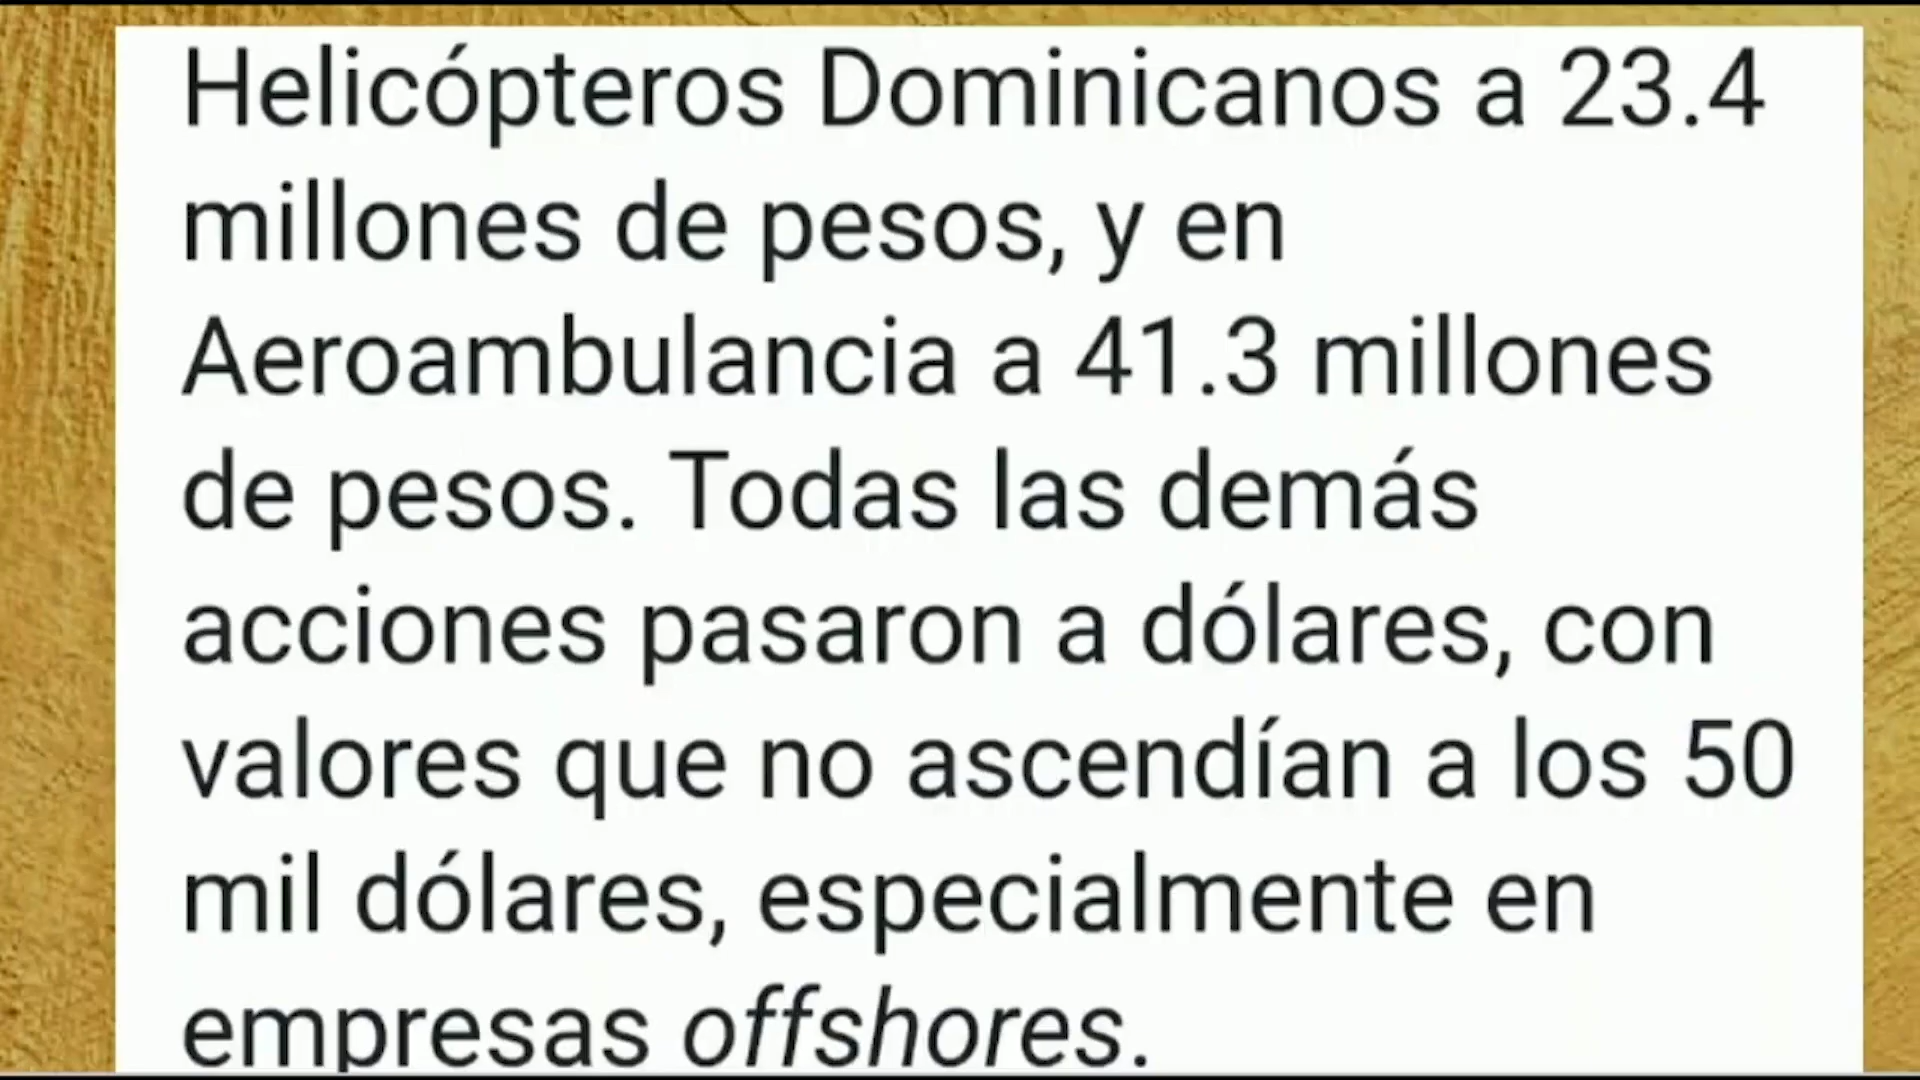 Helicópteros Dominicanos a 23.4
millones de pesos, y en
Aeroambulancia a 41.3 millones
de pesos. Todas las demás
acciones pasaron a dólares, con
valores que no ascendían a los 50
mil dólares, especialmente en
empresas offshores.